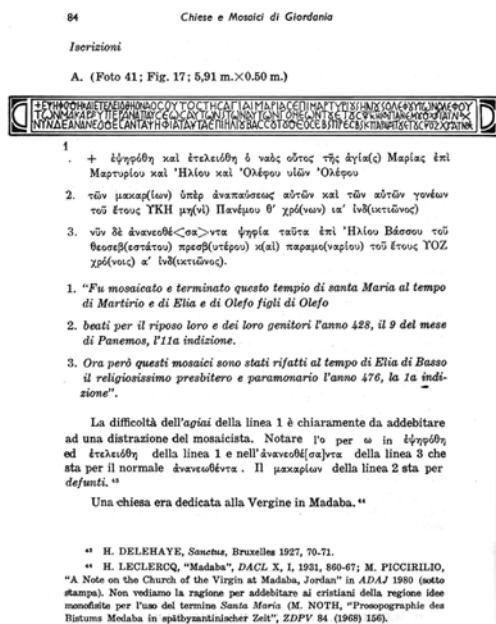 84 Chiese e Mosaici di Giordania
Iscrizioni
A. (Foto 41; Fig. 17; 5,91 m.×0.50 m.)
1
. + ἐψηφόθη καὶ ἐτελειόθη ὁ ναὸς οὗτος τῆς ἁγία(ς) Μαρίας ἐπὶ
Μαρτυρίου καὶ Ἠλίου καὶ Ὀλέφου υἱῶν Ὀλέφου
2. τῶν μακαρ(ίων) ὑπὲρ ἀναπαύσεως αὐτῶν καὶ τῶν αὐτῶν γονέων
τοῦ ἔτους ΥΚΗ μη(νὶ) Πανέμου θ' χρό(νων) ια' ἰνδ(ικτιῶνος)
3. νῦν δὲ ἀνανεοθέ<σα>ντα ψηφία ταῦτα ἐπὶ Ἠλίου Βάσσου τοῦ
θεοσεβ(εστάτου) πρεσβ(υτέρου) κ(αὶ) παραμο(ναρίου) τοῦ ἔτους ΥΟΖ
χρό(νοις) α' ἰνδ(ικτιῶνος).
1. "Fu mosaicato e terminato questo tempio di santa Maria al tempo
di Martirio e di Elia e di Olefo figli di Olefo
2. beati per il riposo loro e dei loro genitori l'anno 428, il 9 del mese
di Panemos, l'11a indizione.
3. Ora però questi mosaici sono stati rifatti al tempo di Elia di Basso
il religiosissimo presbitero e paramonario l'anno 476, la 1a indi-
zione".
La difficoltà dell'agiai della linea 1 è chiaramente da addebitare
ad una distrazione del mosaicista. Notare l'ο per ω in ἐψηφόθη
ed ἐτελειόθη della linea 1 e nell'ἀνανεοθέ[σα]ντα della linea 3 che
sta per il normale ἀνανεωθέντα. Il μακαρίων della linea 2 sta per
defunti. ⁴³
Una chiesa era dedicata alla Vergine in Madaba. ⁴⁴
⁴³ H. DELEHAYE, Sanctus, Bruxelles 1927, 70-71.
⁴⁴ H. LECLERCQ, "Madaba", DACL X, I, 1931, 860-67; M. PICCIRILIO,
"A Note on the Church of the Virgin at Madaba, Jordan" in ADAJ 1980 (sotto
stampa). Non vediamo la ragione per addebitare ai cristiani della regione idee
monofisite per l'uso del termine Santa Maria (M. NOTH, "Prosopographie des
Bistums Medaba in spätbyzantinischer Zeit", ZDPV 84 (1968) 156).